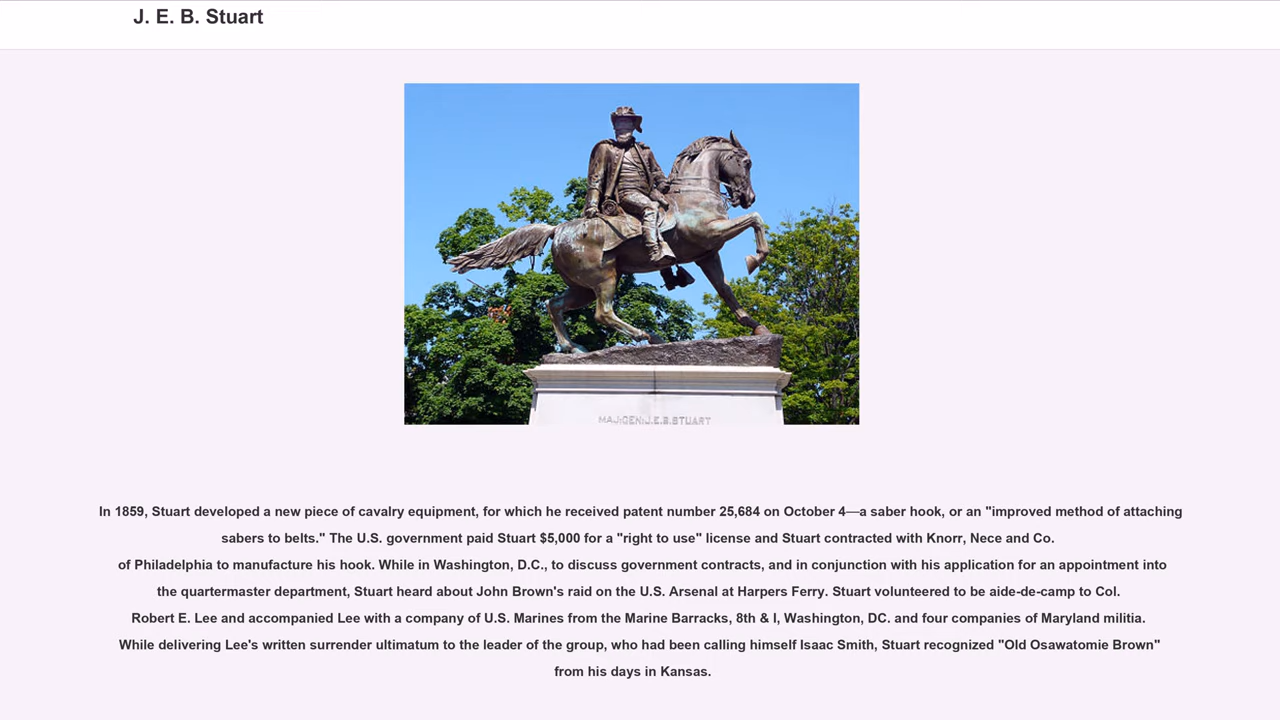 J. E. B. Stuart
MAJ:GEN:J.E.B.STUART
In 1859, Stuart developed a new piece of cavalry equipment, for which he received patent number 25,684 on October 4—a saber hook, or an "improved method of attaching
sabers to belts." The U.S. government paid Stuart $5,000 for a "right to use" license and Stuart contracted with Knorr, Nece and Co.
of Philadelphia to manufacture his hook. While in Washington, D.C., to discuss government contracts, and in conjunction with his application for an appointment into
the quartermaster department, Stuart heard about John Brown's raid on the U.S. Arsenal at Harpers Ferry. Stuart volunteered to be aide-de-camp to Col.
Robert E. Lee and accompanied Lee with a company of U.S. Marines from the Marine Barracks, 8th & I, Washington, DC. and four companies of Maryland militia.
While delivering Lee's written surrender ultimatum to the leader of the group, who had been calling himself Isaac Smith, Stuart recognized "Old Osawatomie Brown"
from his days in Kansas.